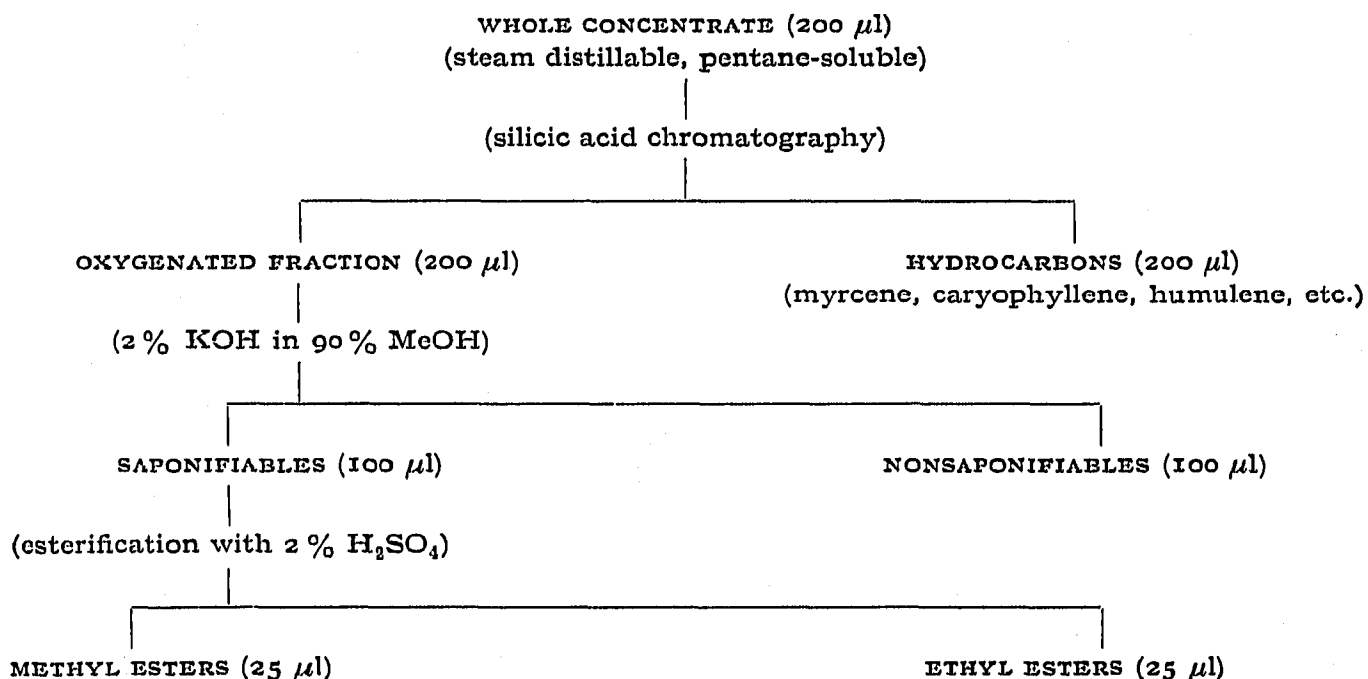 WHOLE CONCENTRATE (200 μl)
(steam distillable, pentane-soluble)
(silicic acid chromatography)
OXYGENATED FRACTION (200 μl)
HYDROCARBONS (200 μl)
(myrcene, caryophyllene, humulene, etc.)
(2 % KOH in 90 % MeOH)
SAPONIFIABLES (100 μl)
NONSAPONIFIABLES (100 μl)
(esterification with 2 % H₂SO₄)
METHYL ESTERS (25 μl)
ETHYL ESTERS (25 μl)